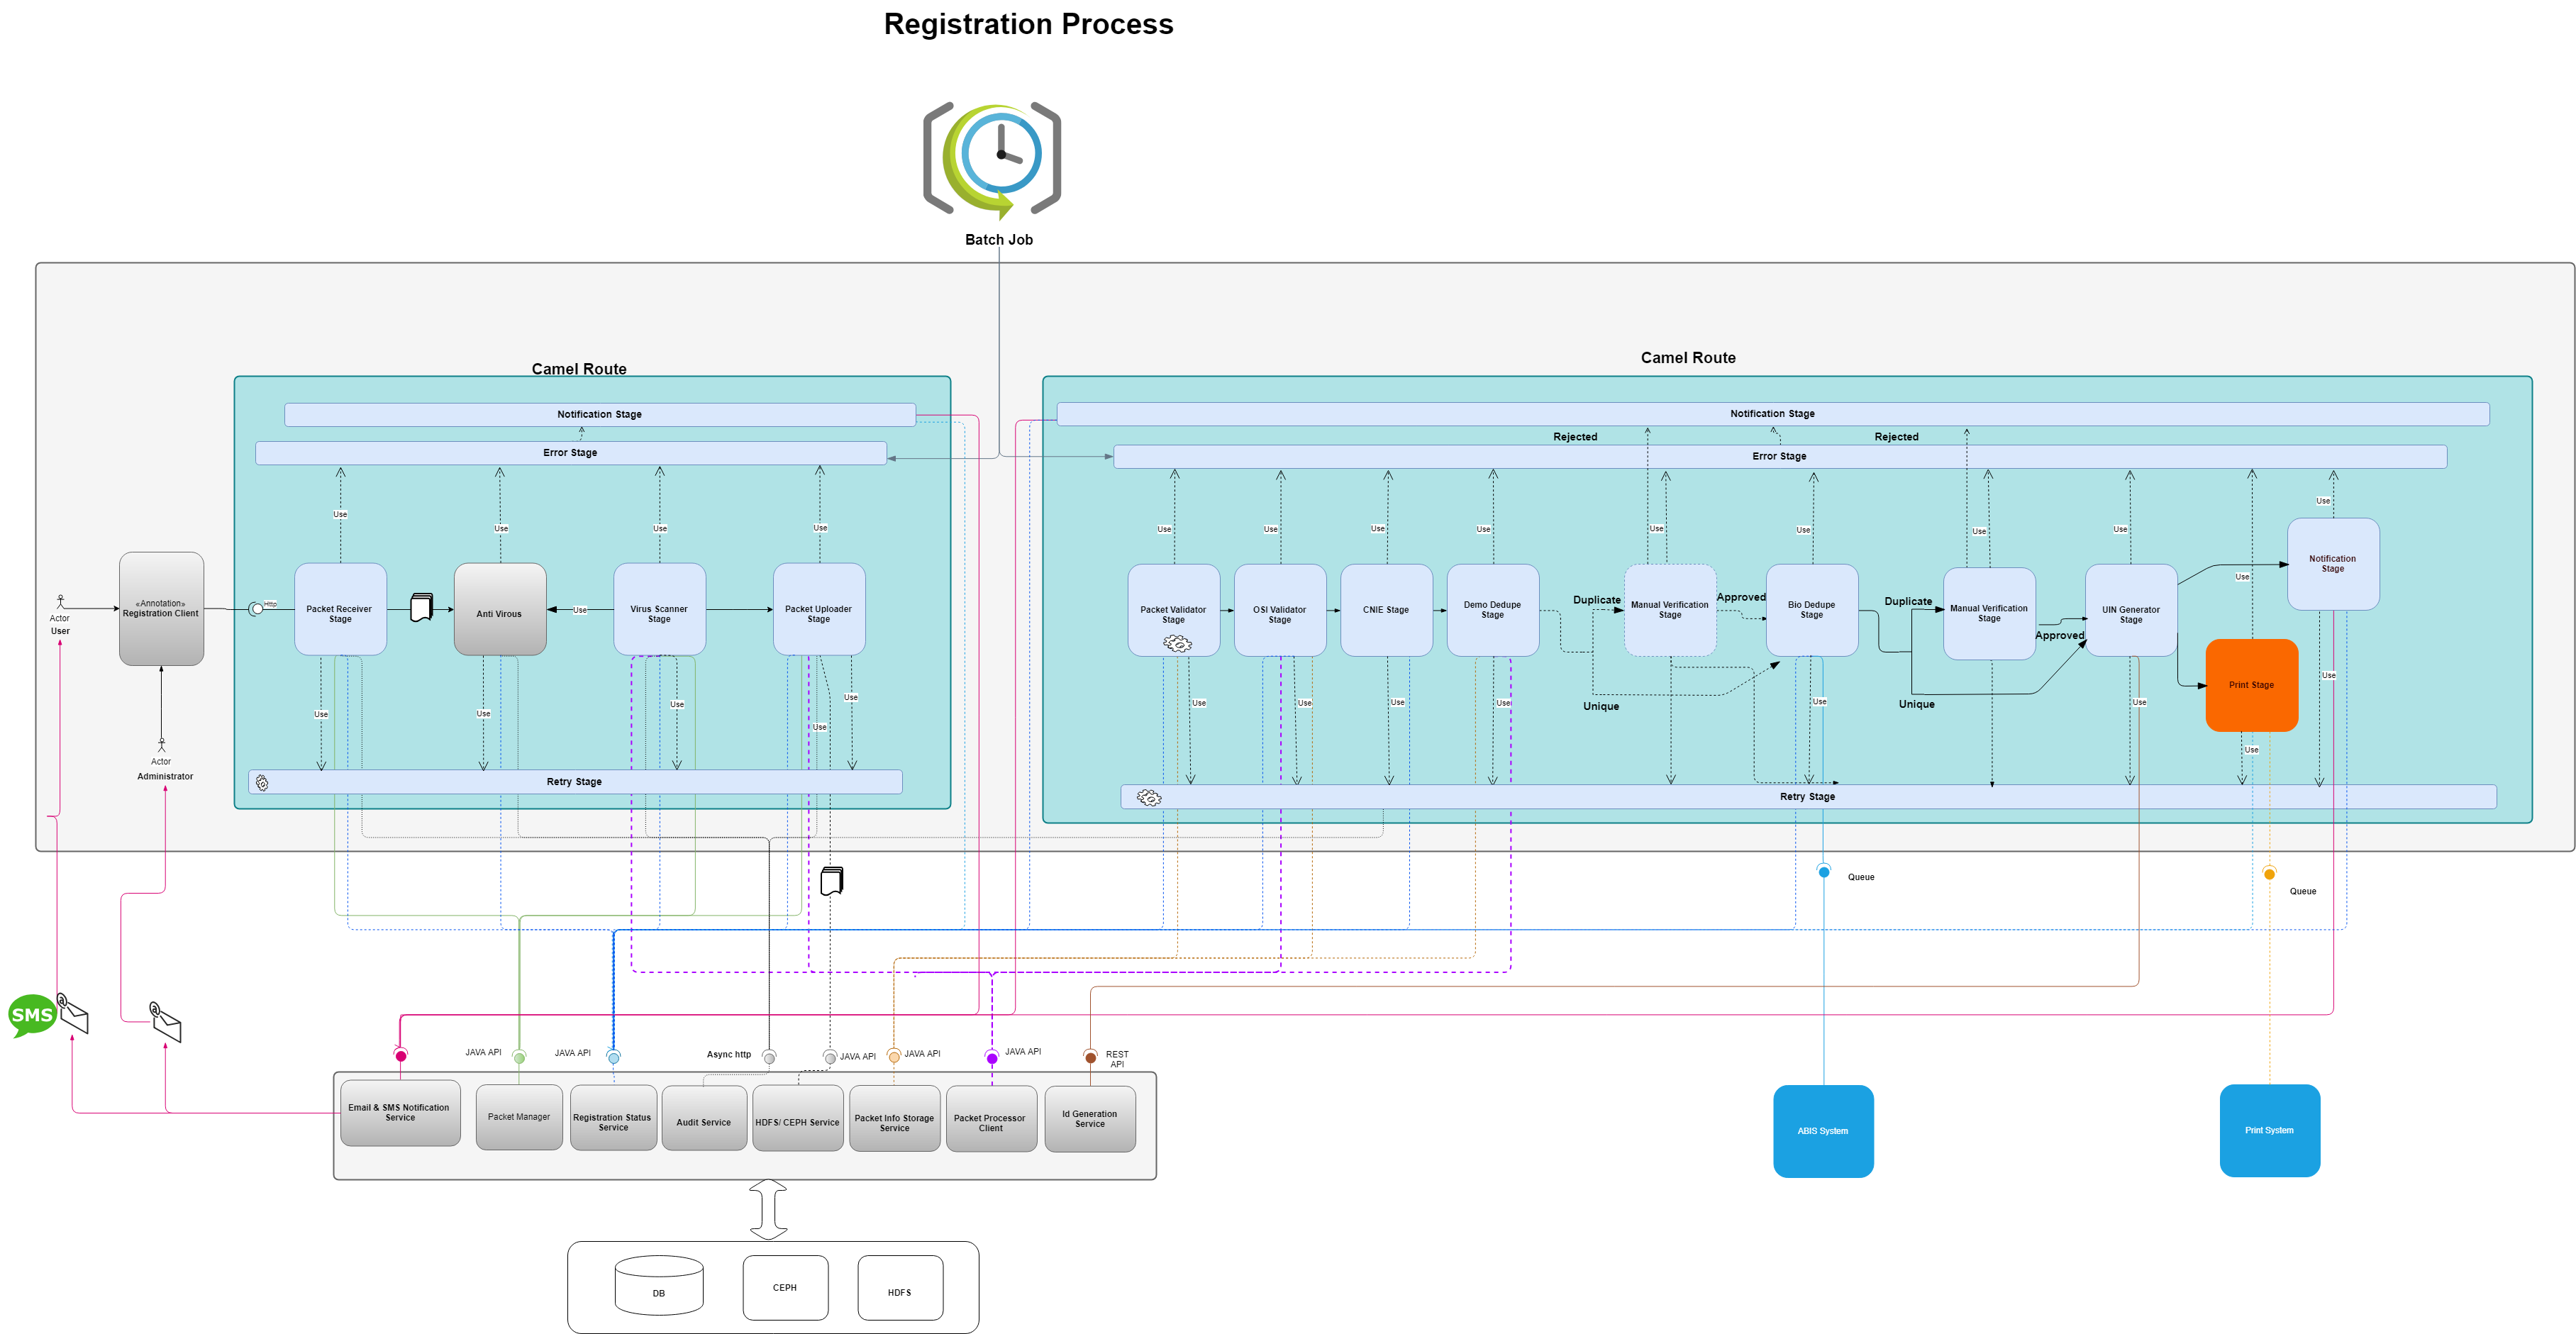 Registration Process
Batch Job
Camel Route
Camel Route
Notification Stage
Notification Stage
Rejected
Rejected
Error Stage
Error Stage
Use
Use
Use
Use
Use
Use
Use
Use
Use
Use
Use
Use
Use
Use
Actor
User
«Annotation»
Registration Client
Http
Packet Receiver
Stage
Anti Virous
Use
Virus Scanner
Stage
Packet Uploader
Stage
Packet Validator
Stage
OSI Validator
Stage
CNIE Stage
Demo Dedupe
Stage
Duplicate
Manual Verification
Stage
Approved
Bio Dedupe
Stage
Duplicate
Manual Verification
Stage
Approved
UIN Generator
Stage
Notification
Stage
Print Stage
Unique
Unique
Use
Use
Use
Use
Use
Use
Use
Use
Use
Use
Use
Use
Use
Actor
Administrator
Retry Stage
Retry Stage
Queue
Queue
SMS
JAVA API
JAVA API
Async http
JAVA API
JAVA API
JAVA API
REST
API
Email & SMS Notification
Service
Packet Manager
Registration Status
Service
Audit Service
HDFS/ CEPH Service
Packet Info Storage
Service
Packet Processor
Client
Id Generation
Service
ABIS System
Print System
DB
CEPH
HDFS